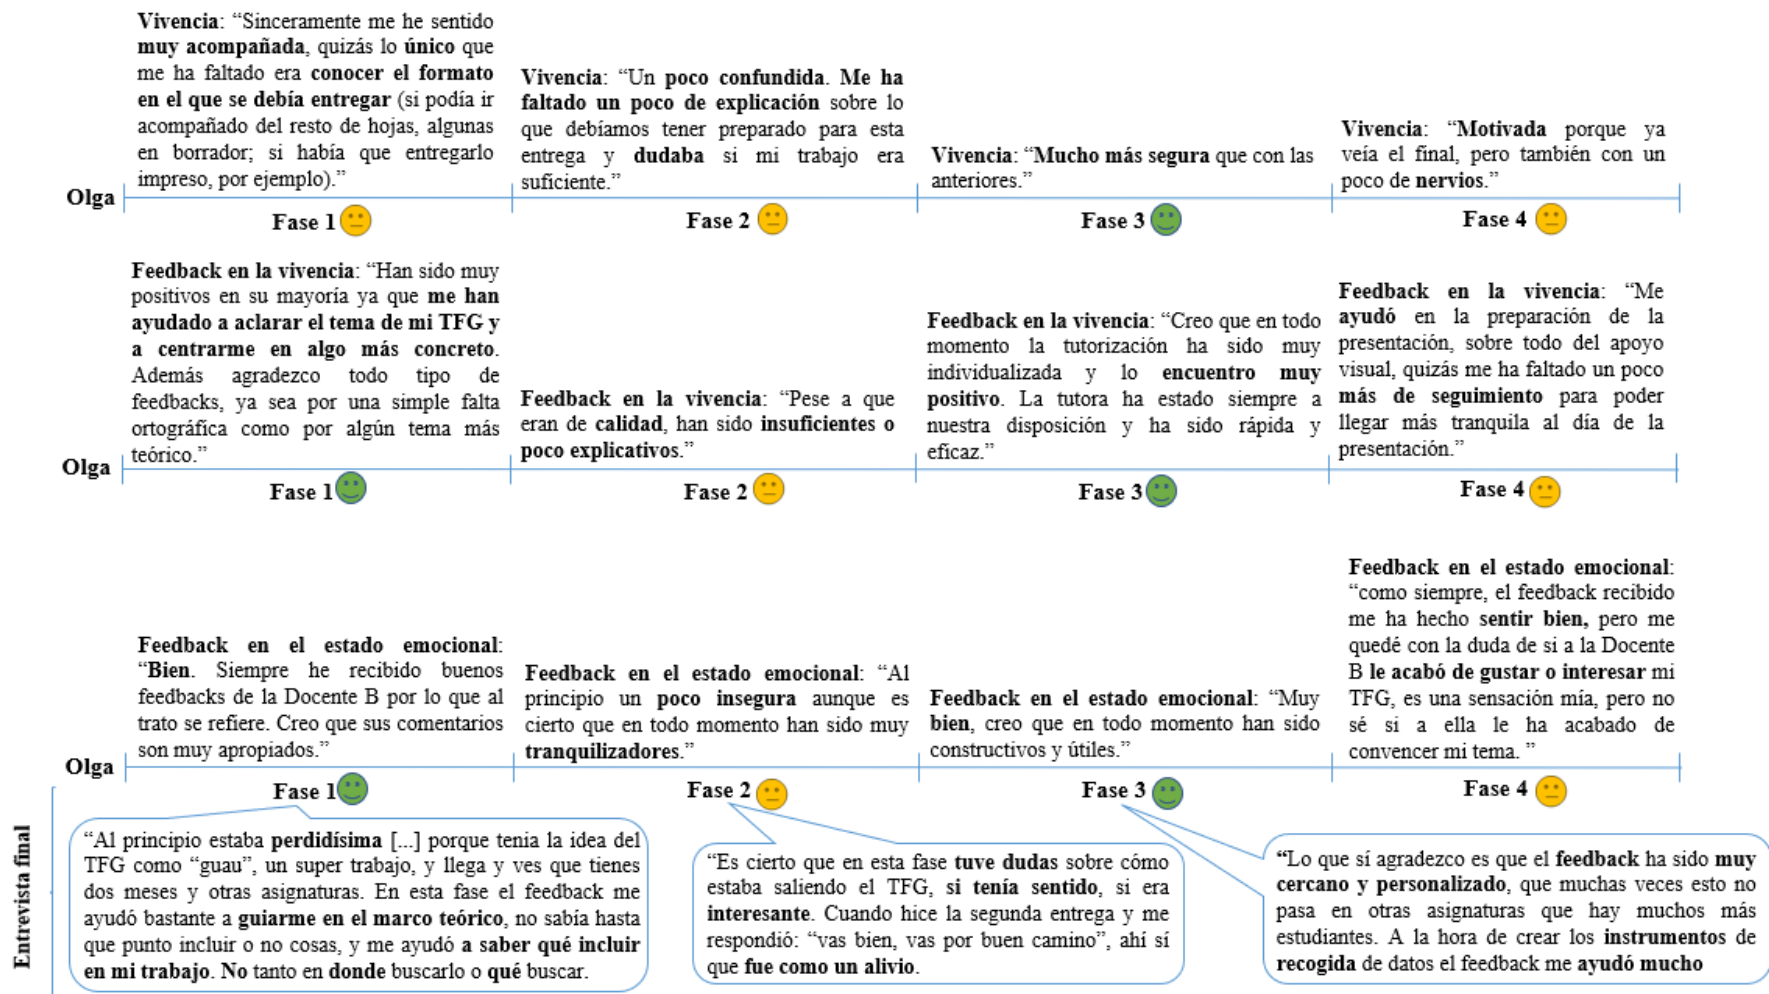 Vivencia: “Sinceramente me he sentido
muy acompañada, quizás lo único que
me ha faltado era conocer el formato
en el que se debía entregar (si podía ir
acompañado del resto de hojas, algunas
en borrador; si había que entregarlo
impreso, por ejemplo).”
Vivencia: “Un poco confundida. Me ha
faltado un poco de explicación sobre lo
que debíamos tener preparado para esta
entrega y dudaba si mi trabajo era
suficiente.”
Vivencia: “Mucho más segura que con las
anteriores.”
Vivencia: “Motivada porque ya
veía el final, pero también con un
poco de nervios.”
Olga
Fase 1
Fase 2
Fase 3
Fase 4
Feedback en la vivencia: “Han sido muy
positivos en su mayoría ya que me han
ayudado a aclarar el tema de mi TFG y
a centrarme en algo más concreto.
Además agradezco todo tipo de
feedbacks, ya sea por una simple falta
ortográfica como por algún tema más
teórico.”
Feedback en la vivencia: “Pese a que
eran de calidad, han sido insuficientes o
poco explicativos.”
Feedback en la vivencia: “Creo que en todo
momento la tutorización ha sido muy
individualizada y lo encuentro muy
positivo. La tutora ha estado siempre a
nuestra disposición y ha sido rápida y
eficaz.”
Feedback en la vivencia: “Me
ayudó en la preparación de la
presentación, sobre todo del apoyo
visual, quizás me ha faltado un poco
más de seguimiento para poder
llegar más tranquila al día de la
presentación.”
Olga
Fase 1
Fase 2
Fase 3
Fase 4
Feedback en el estado emocional:
“Bien. Siempre he recibido buenos
feedbacks de la Docente B por lo que al
trato se refiere. Creo que sus comentarios
son muy apropiados.”
Feedback en el estado emocional: “Al
principio un poco insegura aunque es
cierto que en todo momento han sido muy
tranquilizadores.”
Feedback en el estado emocional: “Muy
bien, creo que en todo momento han sido
constructivos y útiles.”
Feedback en el estado emocional:
“como siempre, el feedback recibido
me ha hecho sentir bien, pero me
quedé con la duda de si a la Docente
B le acabó de gustar o interesar mi
TFG, es una sensación mía, pero no
sé si a ella le ha acabado de
convencer mi tema. ”
Olga
Fase 1
Fase 2
Fase 3
Fase 4
Entrevista final
“Al principio estaba perdidísima [...] porque tenia la idea del
TFG como “guau”, un super trabajo, y llega y ves que tienes
dos meses y otras asignaturas. En esta fase el feedback me
ayudó bastante a guiarme en el marco teórico, no sabía hasta
que punto incluir o no cosas, y me ayudó a saber qué incluir
en mi trabajo. No tanto en donde buscarlo o qué buscar.
“Es cierto que en esta fase tuve dudas sobre cómo
estaba saliendo el TFG, si tenía sentido, si era
interesante. Cuando hice la segunda entrega y me
respondió: “vas bien, vas por buen camino”, ahí sí
que fue como un alivio.
“Lo que sí agradezco es que el feedback ha sido muy
cercano y personalizado, que muchas veces esto no
pasa en otras asignaturas que hay muchos más
estudiantes. A la hora de crear los instrumentos de
recogida de datos el feedback me ayudó mucho